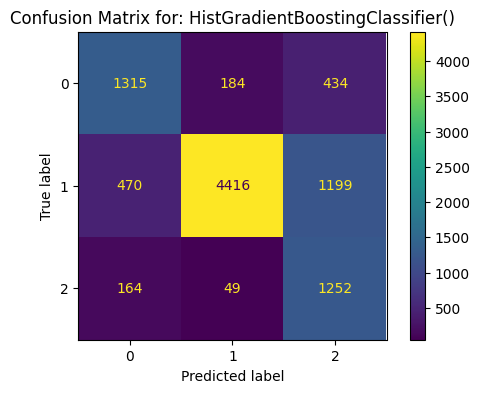 Confusion Matrix for: HistGradientBoostingClassifier()
0 1315 184 434
1 470 4416 1199
2 164 49 1252
0 1 2
Predicted label
True label
4000
3500
3000
2500
2000
1500
1000
500